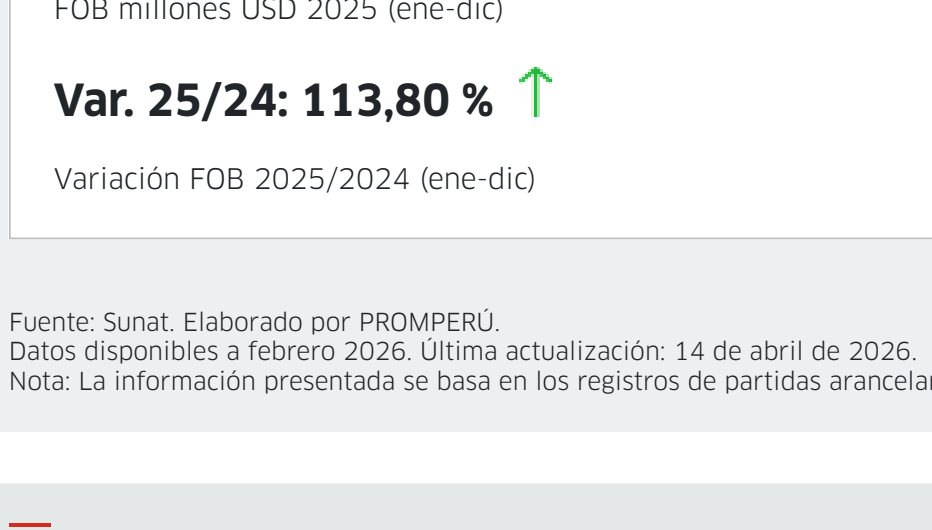 FOB millones USD 2025 (ene-dic)
Var. 25/24: 113,80 %
Variación FOB 2025/2024 (ene-dic)
Fuente: Sunat. Elaborado por PROMPERÚ.
Datos disponibles a febrero 2026. Última actualización: 14 de abril de 2026.
Nota: La información presentada se basa en los registros de partidas